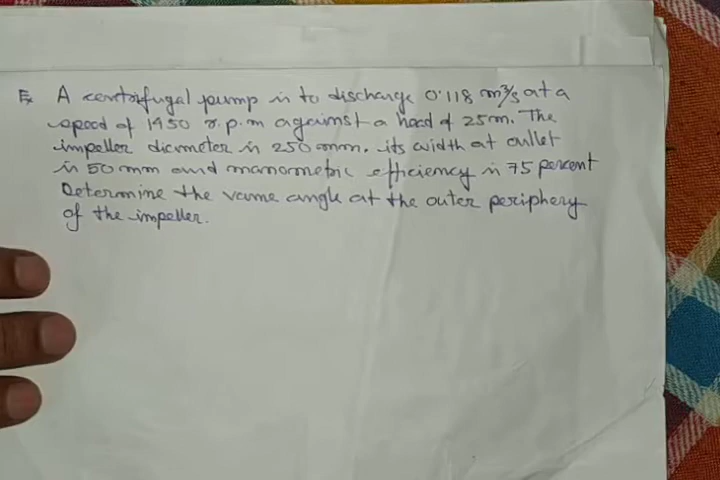 Ex A centrifugal pump is to discharge 0.118 m³/s at a
speed of 1450 r.p.m against a head of 25m. The
impeller diameter is 250 mm. its width at outlet
is 50 mm and manometric efficiency is 75 percent
Determine the vane angle at the outer periphery
of the impeller.